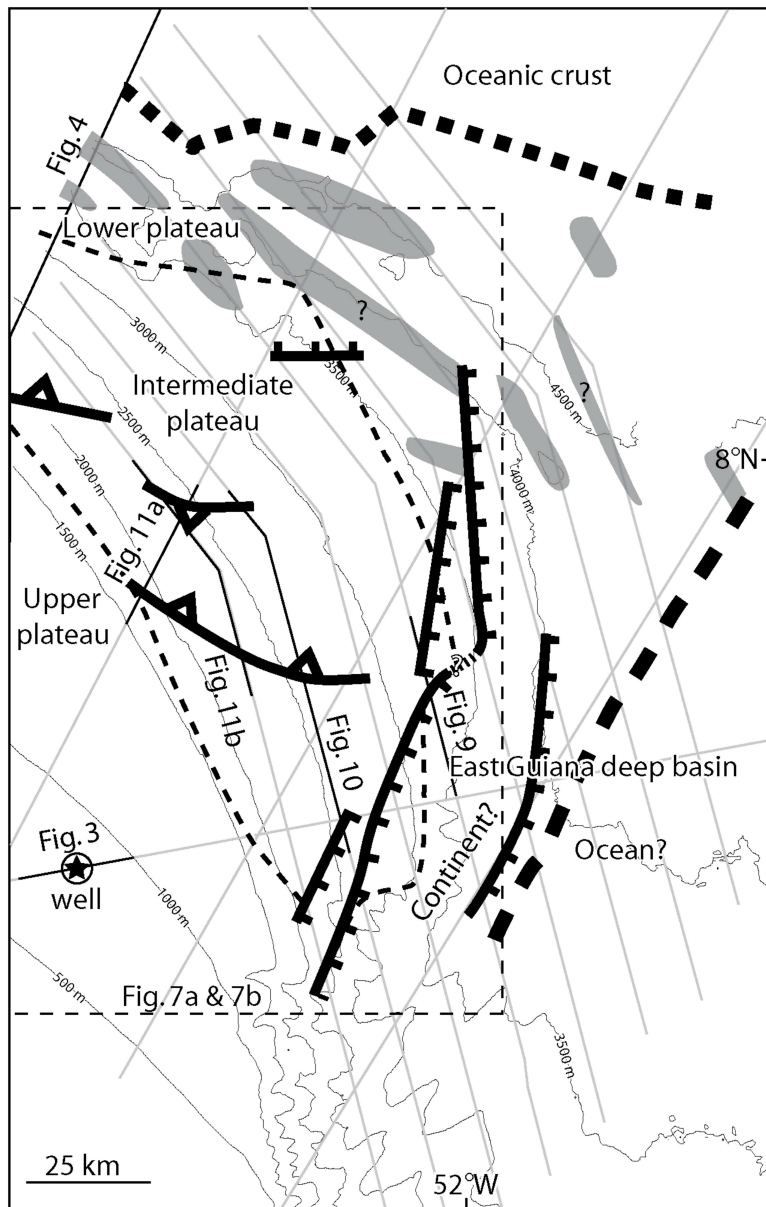 Oceanic crust
Fig. 4
Lower plateau
?
3000 m
3500 m
Intermediate
plateau
?
4500 m
2500 m
2000 m
1500 m
4000 m
8°N
Fig. 11a
Upper
plateau
?
Fig. 11b
Fig. 10
Fig. 9
East Guiana deep basin
Continent?
Ocean?
Fig. 3
well
1000 m
500 m
Fig. 7a & 7b
3500 m
25 km
52°W